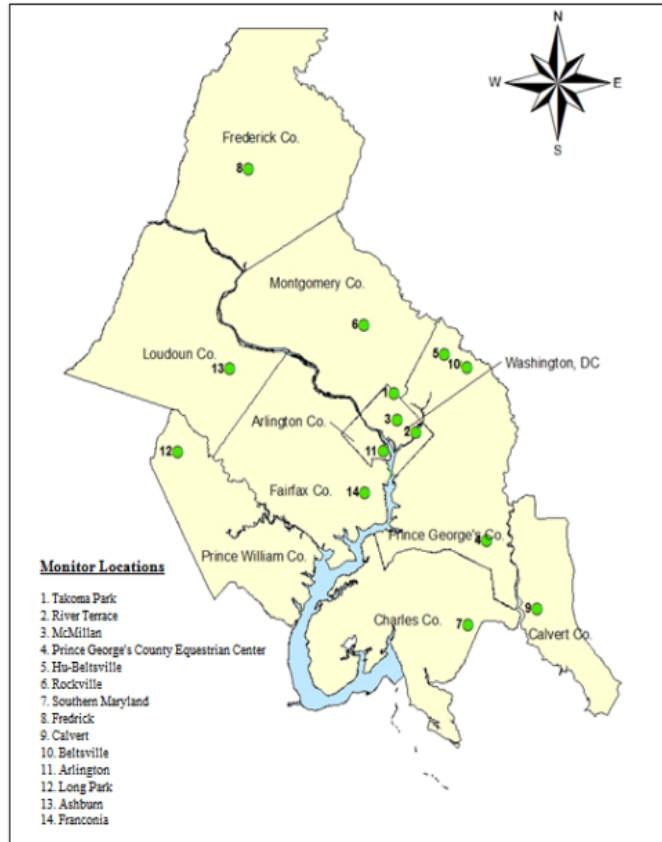 N
W E
S
Frederick Co.
8
Montgomery Co.
6
Loudoun Co.
13
5
10
Washington, DC
1
3
Arlington Co.
2
11
12
Fairfax Co.
14
Prince George's Co.
4
Prince William Co.
Charles Co.
7
9
Calvert Co.
Monitor Locations
1. Takoma Park
2. River Terrace
3. McMillan
4. Prince George's County Equestrian Center
5. Hu-Beltsville
6. Rockville
7. Southern Maryland
8. Fredrick
9. Calvert
10. Beltsville
11. Arlington
12. Long Park
13. Ashburn
14. Franconia